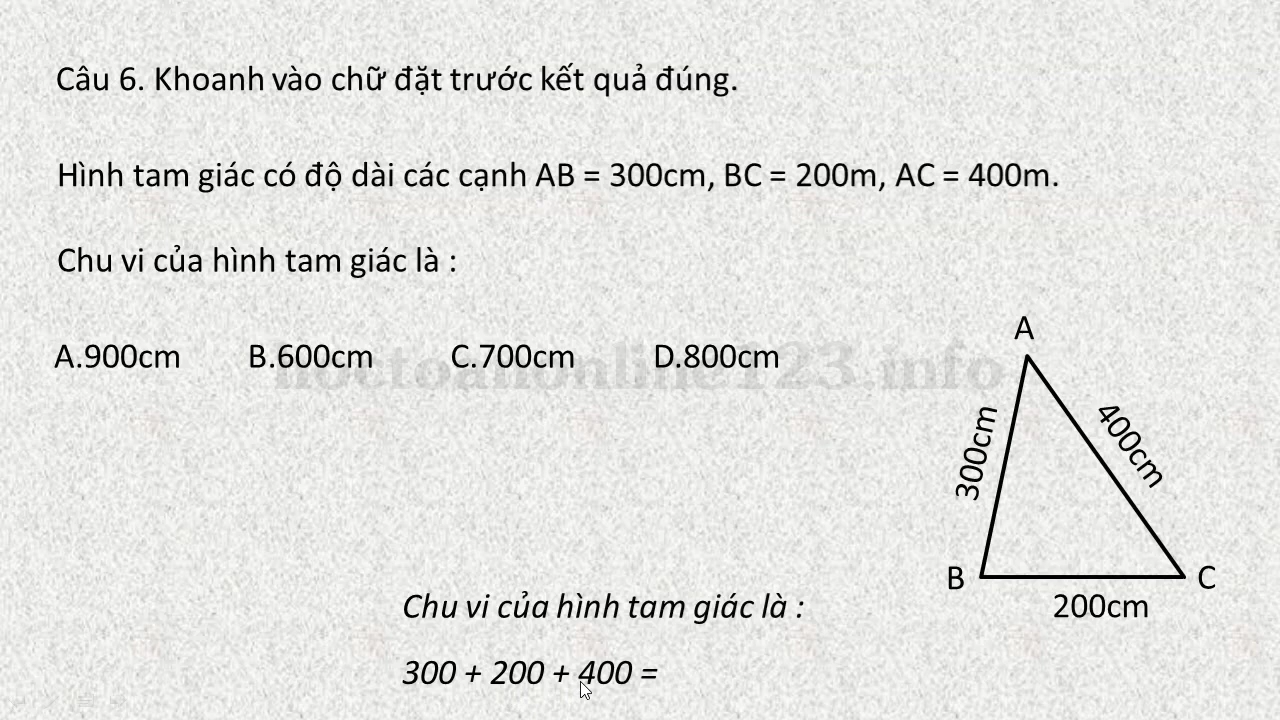 Câu 6. Khoanh vào chữ đặt trước kết quả đúng.
Hình tam giác có độ dài các cạnh AB = 300cm, BC = 200m, AC = 400m.
Chu vi của hình tam giác là :
A.900cm B.600cm C.700cm D.800cm
hoctoanonline123.info
A
300cm
400cm
B
C
200cm
Chu vi của hình tam giác là :
300 + 200 + 400 =